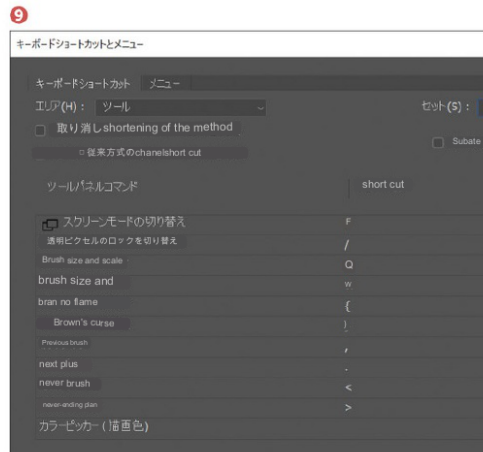 9
キーボードショートカットとメニュー
キーボードショートカット メニュー
エリア(H): ツール セット(S):
取り消しshortening of the method
従来方式のchanelshort cut Subate
ツールパネルコマンド short cut
スクリーンモードの切り替え F
透明ピクセルのロックを切り替え /
Brush size and scale Q
brush size and w
bran no flame {
Brown's curse }
Previous brush ,
next plus .
never brush <
never-ending plan >
カラーピッカー(描画色)